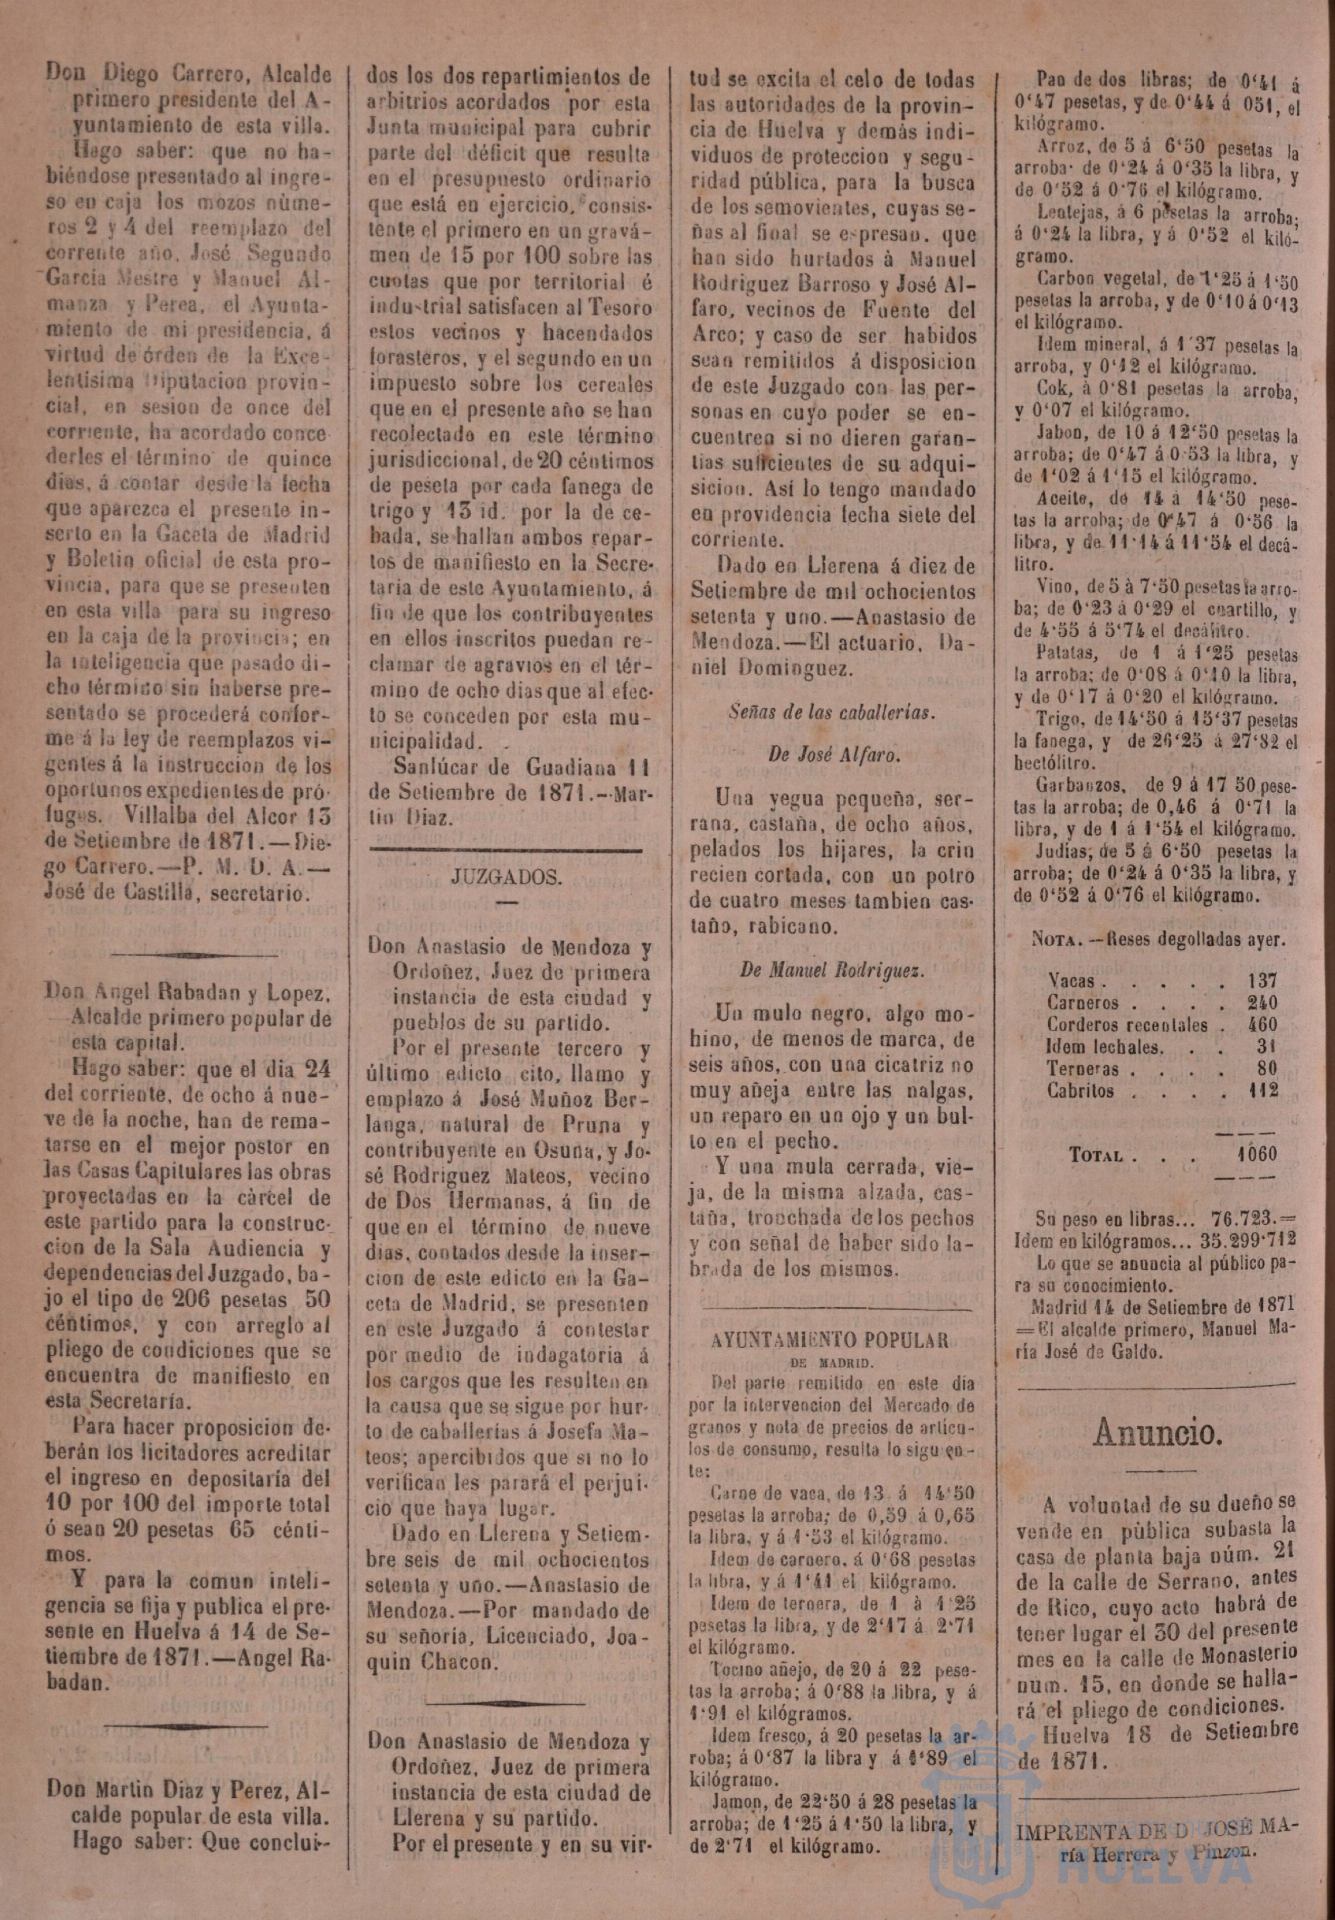 Don Diego Carrero, Alcalde
primero presidente del A-
yuntamiento de esta villa.
Hago saber: que no ha-
biéndose presentado al ingre-
so en caja los mozos núme-
ros 2 y 4 del reemplazo del
corriente año, José Segundo
García Mestre y Manuel Al-
manza y Perea, el Ayunta-
miento de mi presidencia, á
virtud de órden de la Exce-
lentísima Diputacion provin-
cial, en sesion de once del
corriente, ha acordado conce-
derles el término de quince
dias, á contar desde la fecha
que aparezca el presente in-
serto en la Gaceta de Madrid
y Boletin oficial de esta pro-
vincia, para que se presenten
en esta villa para su ingreso
en la caja de la provincia; en
la inteligencia que pasado di-
cho término sin haberse pre-
sentado se procederá confor-
me á la ley de reemplazos vi-
gentes á la instruccion de los
oportunos expedientes de pró-
fugos. Villalba del Alcor 13
de Setiembre de 1871.—Die-
go Carrero.—P. M. D. A.—
José de Castilla, secretario.
Don Angel Rabadan y Lopez,
Alcalde primero popular de
esta capital.
Hago saber: que el dia 24
del corriente, de ocho á nue-
ve de la noche, han de rema-
tarse en el mejor postor en
las Casas Capitulares las obras
proyectadas en la cárcel de
este partido para la construc-
cion de la Sala Audiencia y
dependencias del Juzgado, ba-
jo el tipo de 206 pesetas 50
céntimos, y con arreglo al
pliego de condiciones que se
encuentra de manifiesto en
esta Secretaría.
Para hacer proposicion de-
berán los licitadores acreditar
el ingreso en depositaría del
10 por 100 del importe total
ó sean 20 pesetas 65 cénti-
mos.
Y para la comun inteli-
gencia se fija y publica el pre-
sente en Huelva á 14 de Se-
tiembre de 1871.—Angel Ra-
badan.
Don Martin Diaz y Perez, Al-
calde popular de esta villa.
Hago saber: Que conclui-
dos los dos repartimientos de
arbitrios acordados por esta
Junta municipal para cubrir
parte del déficit que resulta
en el presupuesto ordinario
que está en ejercicio, consis-
tente el primero en un gravá-
men de 15 por 100 sobre las
cuotas que por territorial é
industrial satisfacen al Tesoro
estos vecinos y hacendados
forasteros, y el segundo en un
impuesto sobre los cereales
que en el presente año se han
recolectado en este término
jurisdiccional, de 20 céntimos
de peseta por cada fanega de
trigo y 13 id. por la de ce-
bada, se hallan ambos repar-
tos de manifiesto en la Secre-
taria de este Ayuntamiento, á
fin de que los contribuyentes
en ellos inscritos puedan re-
clamar de agravios en el tér-
mino de ocho dias que al efec-
to se conceden por esta mu-
nicipalidad.
Sanlúcar de Guadiana 11
de Setiembre de 1871.—Mar-
tin Diaz.
JUZGADOS.
Don Anastasio de Mendoza y
Ordoñez, Juez de primera
instancia de esta ciudad y
pueblos de su partido.
Por el presente tercero y
último edicto, cito, llamo y
emplazo á José Muñoz Ber-
langa, natural de Pruna y
contribuyente en Osuna, y Jo-
sé Rodriguez Mateos, vecino
de Dos Hermanas, á fin de
que en el término de nueve
dias, contados desde la inser-
cion de este edicto en la Ga-
ceta de Madrid, se presenten
en este Juzgado á contestar
por medio de indagatoria á
los cargos que les resulten en
la causa que se sigue por hur-
to de caballerías á Josefa Ma-
teos; apercibidos que si no lo
verifican les parará el perjui-
cio que haya lugar.
Dado en Llerena y Setiem-
bre seis de mil ochocientos
setenta y uno.—Anastasio de
Mendoza.—Por mandado de
su señoría, Licenciado, Joa-
quin Chacon.
Don Anastasio de Mendoza y
Ordoñez, Juez de primera
instancia de esta ciudad de
Llerena y su partido.
Por el presente y en su vir-
tud se excita el celo de todas
las autoridades de la provin-
cia de Huelva y demás indi-
viduos de proteccion y segu-
ridad pública, para la busca
de los semovientes, cuyas se-
ñas al final se espresan, que
han sido hurtados á Manuel
Rodriguez Barroso y José Al-
faro, vecinos de Fuente del
Arco; y caso de ser habidos
sean remitidos á disposicion
de este Juzgado con las per-
sonas en cuyo poder se en-
cuentren si no dieren garan-
tias suficientes de su adqui-
sicion. Así lo tengo mandado
en providencia fecha siete del
corriente.
Dado en Llerena á diez de
Setiembre de mil ochocientos
setenta y uno.—Anastasio de
Mendoza.—El actuario, Da-
niel Dominguez.
Señas de las caballerías.
De José Alfaro.
Una yegua pequeña, ser-
rana, castaña, de ocho años,
pelados los hijares, la crin
recien cortada, con un potro
de cuatro meses tambien cas-
taño, rabicano.
De Manuel Rodriguez.
Un mulo negro, algo mo-
hino, de menos de marca, de
seis años, con una cicatriz no
muy añeja entre las nalgas,
un reparo en un ojo y un bul-
to en el pecho.
Y una mula cerrada, vie-
ja, de la misma alzada, cas-
taña, tronchada de los pechos
y con señal de haber sido la-
brada de los mismos.
AYUNTAMIENTO POPULAR
DE MADRID.
Del parte remitido en este dia
por la intervencion del Mercado de
granos y nota de precios de artícu-
los de consumo, resulta lo siguien-
te:
Carne de vaca, de 13 á 14‘50
pesetas la arroba; de 0,59 á 0,65
la libra, y á 1‘53 el kilógramo.
Idem de carnero, á 0‘68 pesetas
la libra, y á 1‘41 el kilógramo.
Idem de ternera, de 1 á 1‘25
pesetas la libra, y de 2‘17 á 2‘71
el kilógramo.
Tocino añejo, de 20 á 22 pese-
tas la arroba; á 0‘88 la libra, y á
1‘91 el kilógramos.
Idem fresco, á 20 pesetas la ar-
roba; á 0‘87 la libra y á 1‘89 el
kilógramo.
Jamon, de 22‘50 á 28 pesetas la
arroba; de 1‘25 á 1‘50 la libra, y
de 2‘71 el kilógramo.
Pan de dos libras; de 0‘41 á
0‘47 pesetas, y de 0‘44 á 051, el
kilógramo.
Arroz, de 5 á 6‘50 pesetas la
arroba; de 0‘24 á 0‘35 la libra, y
de 0‘52 á 0‘76 el kilógramo.
Lentejas, á 6 pesetas la arroba;
á 0‘24 la libra, y á 0‘52 el kiló-
gramo.
Carbon vegetal, de 1‘25 á 1‘50
pesetas la arroba, y de 0‘10 á 0‘13
el kilógramo.
Idem mineral, á 1‘37 pesetas la
arroba, y 0‘12 el kilógramo.
Cok, á 0‘81 pesetas la arroba,
y 0‘07 el kilógramo.
Jabon, de 10 á 12‘50 pesetas la
arroba; de 0‘47 á 0‘53 la libra, y
de 1‘02 á 1‘15 el kilógramo.
Aceite, de 14 á 14‘50 pese-
tas la arroba; de 0‘47 á 0‘56 la
libra, y de 11‘14 á 11‘54 el decá-
litro.
Vino, de 5 á 7‘50 pesetas la arro-
ba; de 0‘23 á 0‘29 el cuartillo, y
de 4‘55 á 5‘74 el decálitro.
Patatas, de 1 á 1‘25 pesetas
la arroba; de 0‘08 á 0‘10 la libra,
y de 0‘17 á 0‘20 el kilógramo.
Trigo, de 14‘50 á 15‘37 pesetas
la fanega, y de 26‘25 á 27‘82 el
hectólitro.
Garbanzos, de 9 á 17 50 pese-
tas la arroba; de 0,46 á 0‘71 la
libra, y de 1 á 1‘54 el kilógramo.
Judías; de 5 á 6‘50 pesetas la
arroba; de 0‘24 á 0‘35 la libra, y
de 0‘52 á 0‘76 el kilógramo.
NOTA.—Reses degolladas ayer.
Vacas . . . . . 137
Carneros . . . . 240
Corderos recentales . 460
Idem lechales. . . 31
Terneras . . . . 80
Cabritos . . . . 112
TOTAL . . . 1060
Su peso en libras... 76.723.=
Idem en kilógramos... 35.299‘712
Lo que se anuncia al público pa-
ra su conocimiento.
Madrid 14 de Setiembre de 1871
=El alcalde primero, Manuel Ma-
ría José de Galdo.
Anuncio.
A voluntad de su dueño se
vende en pública subasta la
casa de planta baja núm. 21
de la calle de Serrano, antes
de Rico, cuyo acto habrá de
tener lugar el 30 del presente
mes en la calle de Monasterio
núm. 15, en donde se halla-
rá el pliego de condiciones.
Huelva 18 de Setiembre
de 1871.
IMPRENTA DE D. JOSÉ MA-
ría Herrera y Pinzon.
HUELVA